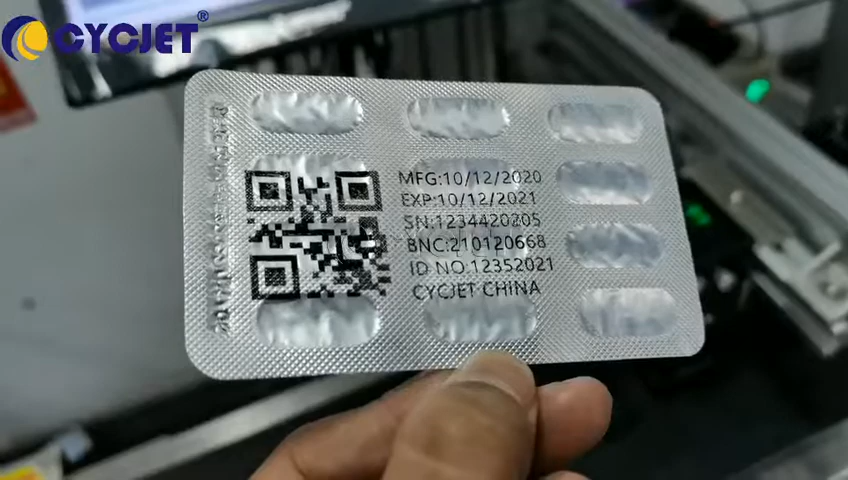 CYCJET®
MFG:10/12/2020
EXP:10/12/2021
SN:1234420205
BNC:210120668
ID NO:12352021
CYCJET CHINA